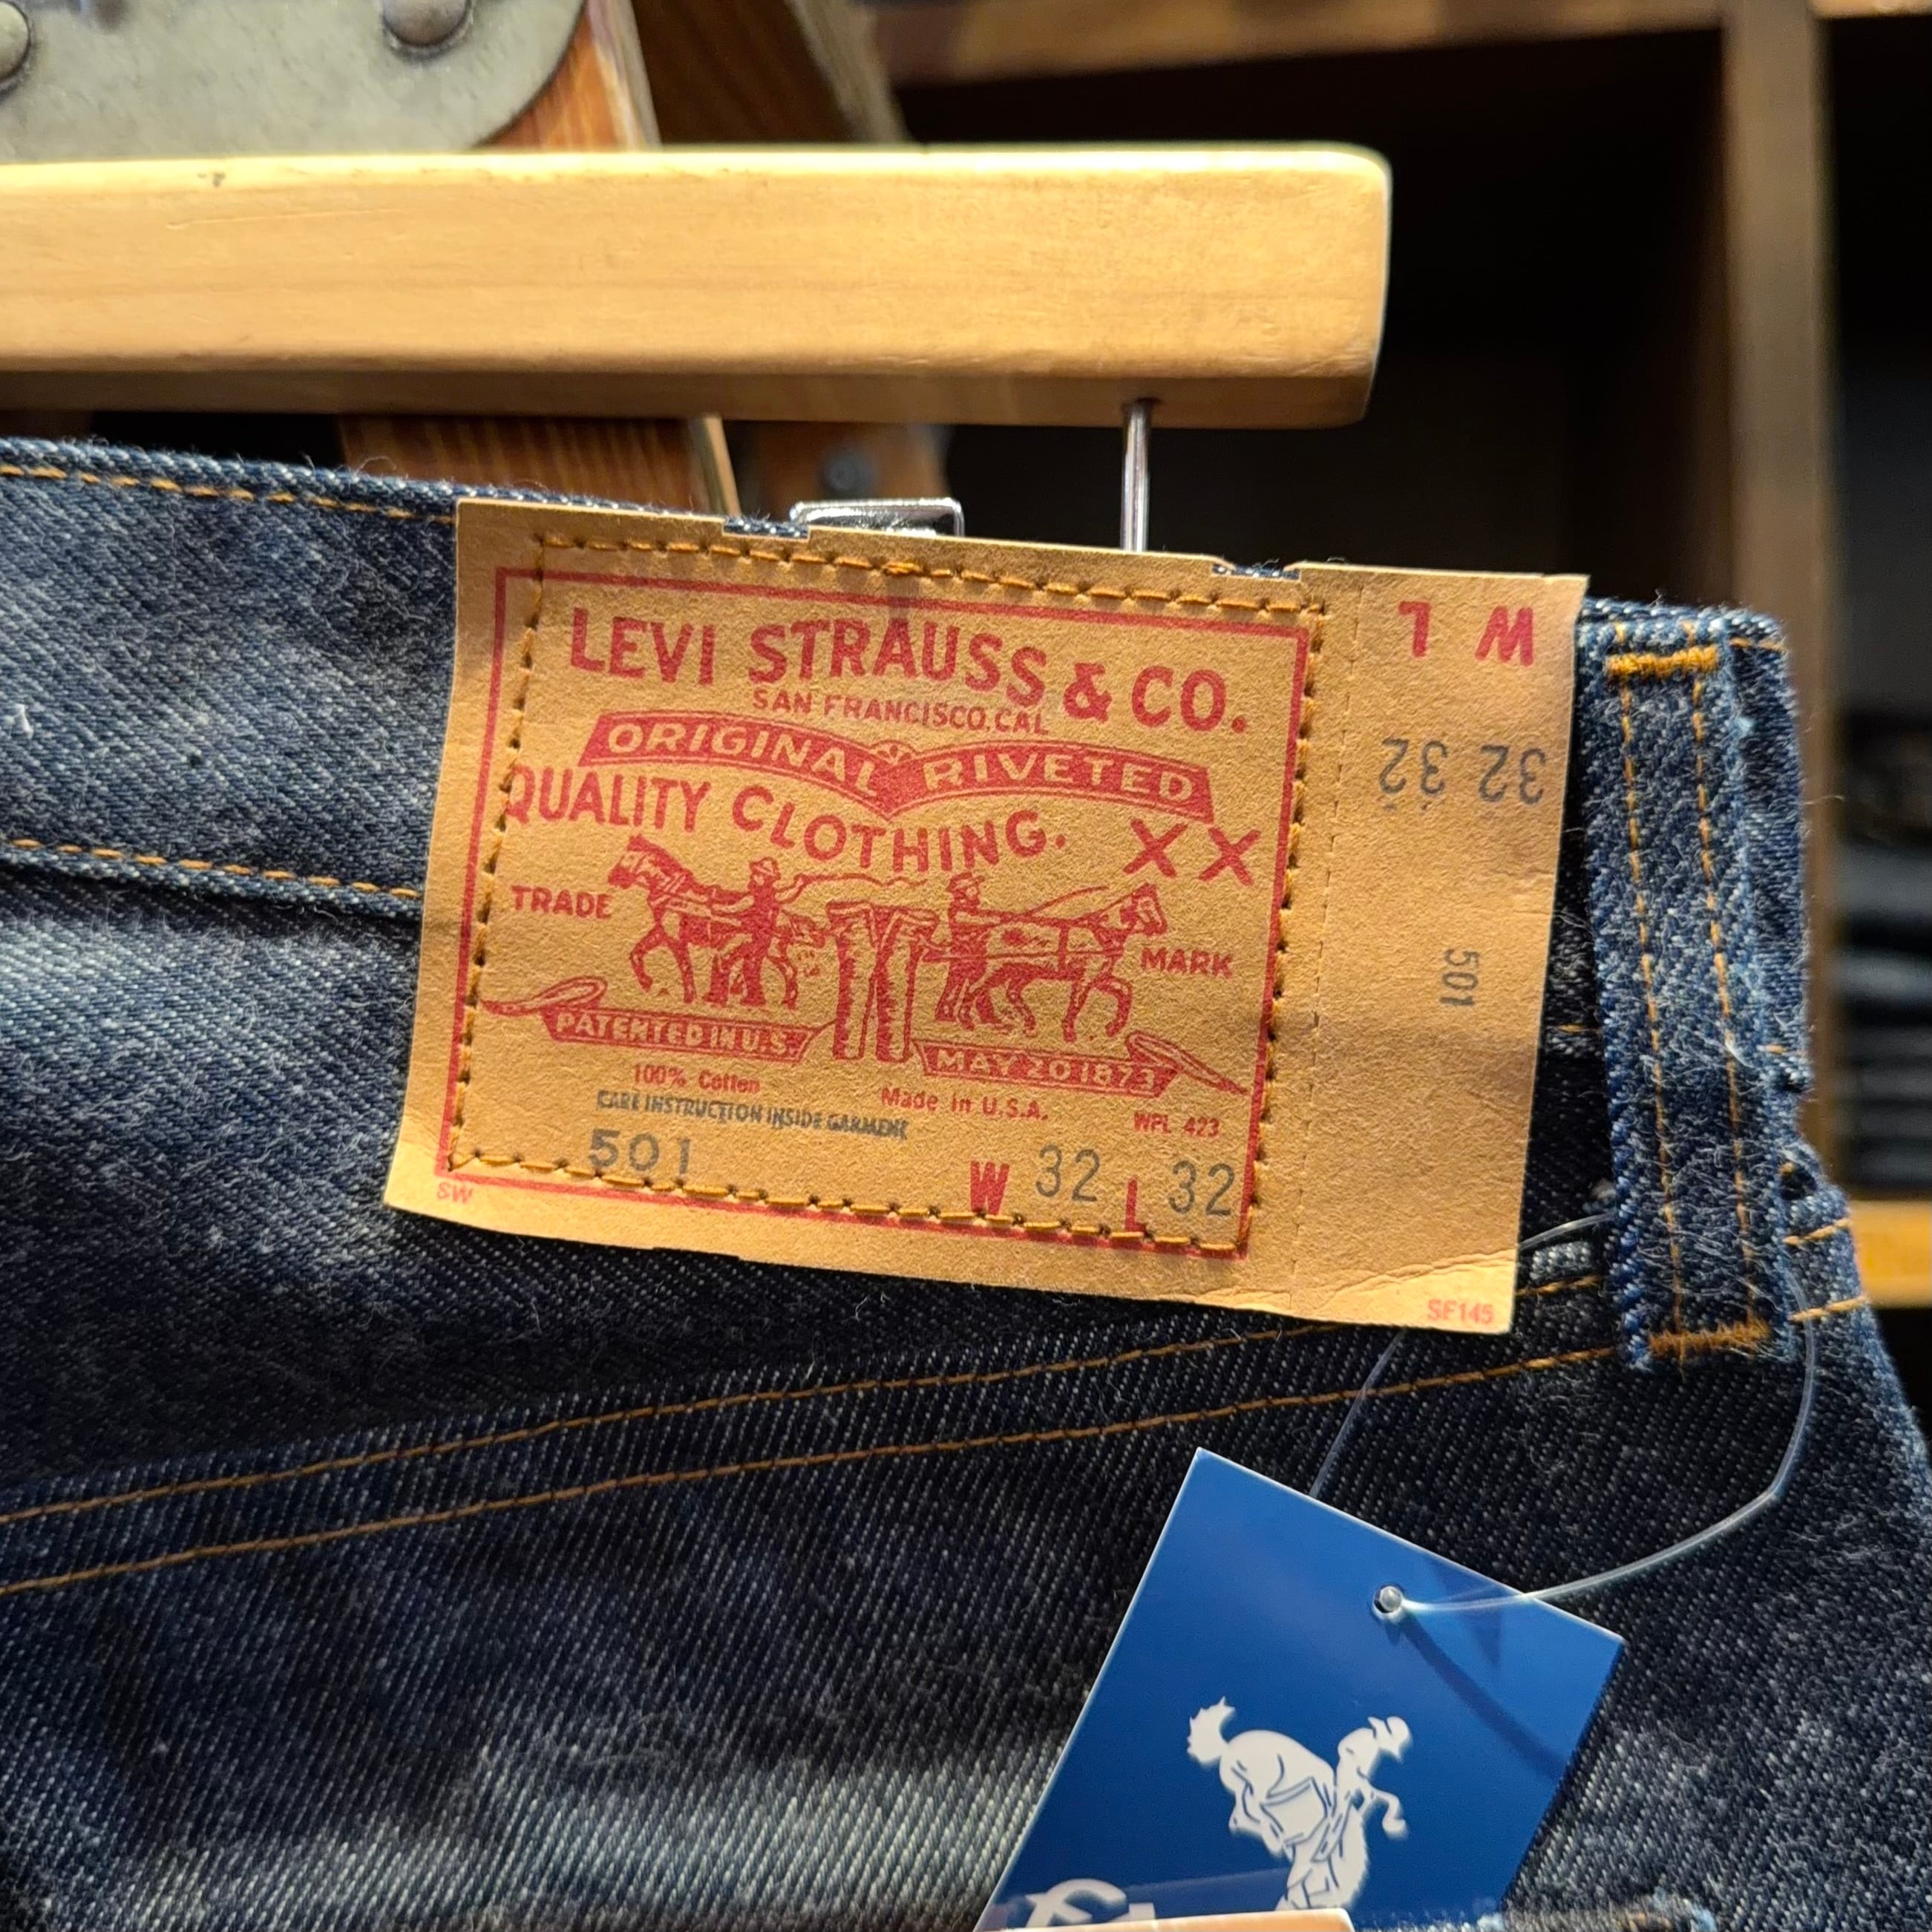 LEVI STRAUSS & CO.
SAN FRANCISCO, CAL
ORIGINAL RIVETED
QUALITY CLOTHING. XX
TRADE MARK
PATENTED IN U.S. MAY 20 1873
100% Cotton Made in U.S.A. WPL 423
CARE INSTRUCTION INSIDE GARMENT
501 W 32 L 32
SW
W L
32 32 32
501
SF145